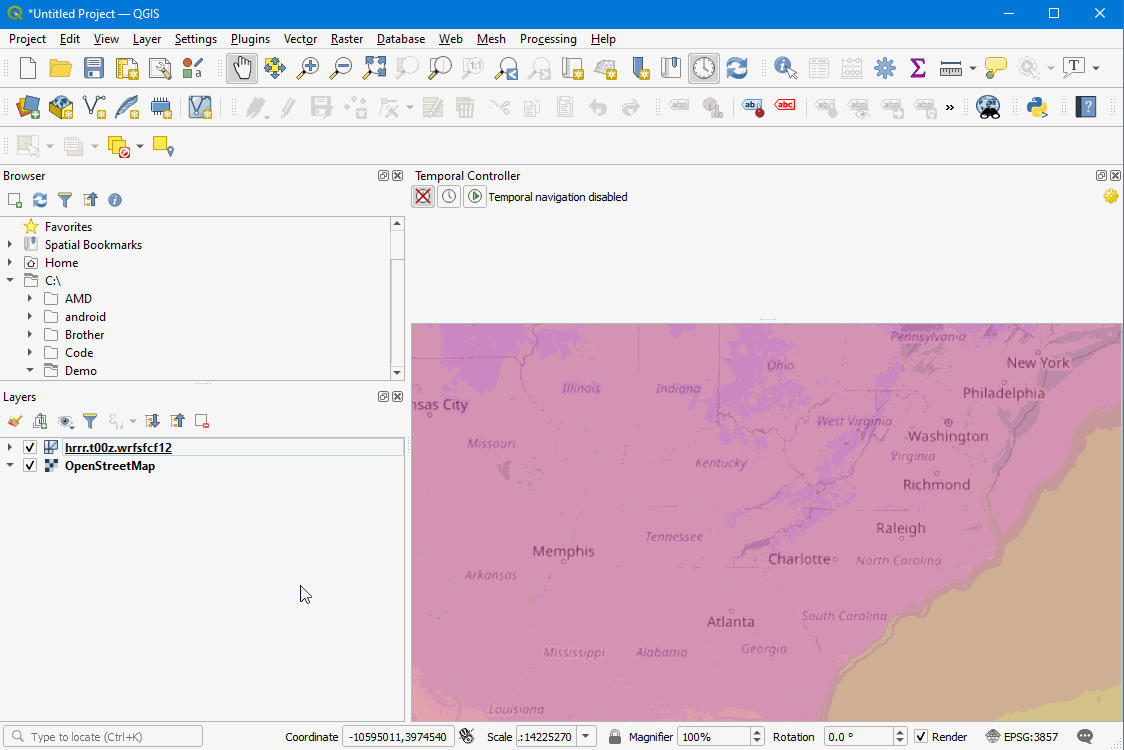 *Untitled Project — QGIS
Project Edit View Layer Settings Plugins Vector Raster Database Web Mesh Processing Help
1:1
T
ab abc
»
?
Browser
Favorites
Spatial Bookmarks
Home
C:\
AMD
android
Brother
Code
Demo
Layers
hrrr.t00z.wrfsfcf12
OpenStreetMap
Temporal Controller
Temporal navigation disabled
Pennsylvania
New York
Ohio
Illinois
Indiana
Philadelphia
nsas City
West Virginia
Washington
Missouri
Virginia
Kentucky
Richmond
Raleigh
Tennessee
Memphis
Charlotte
North Carolina
Arkansas
South Carolina
Atlanta
Mississippi
Alabama
Georgia
Louisiana
Type to locate (Ctrl+K) Coordinate -10595011,3974540 Scale .:14225270 Magnifier 100% Rotation 0.0 ° Render EPSG:3857